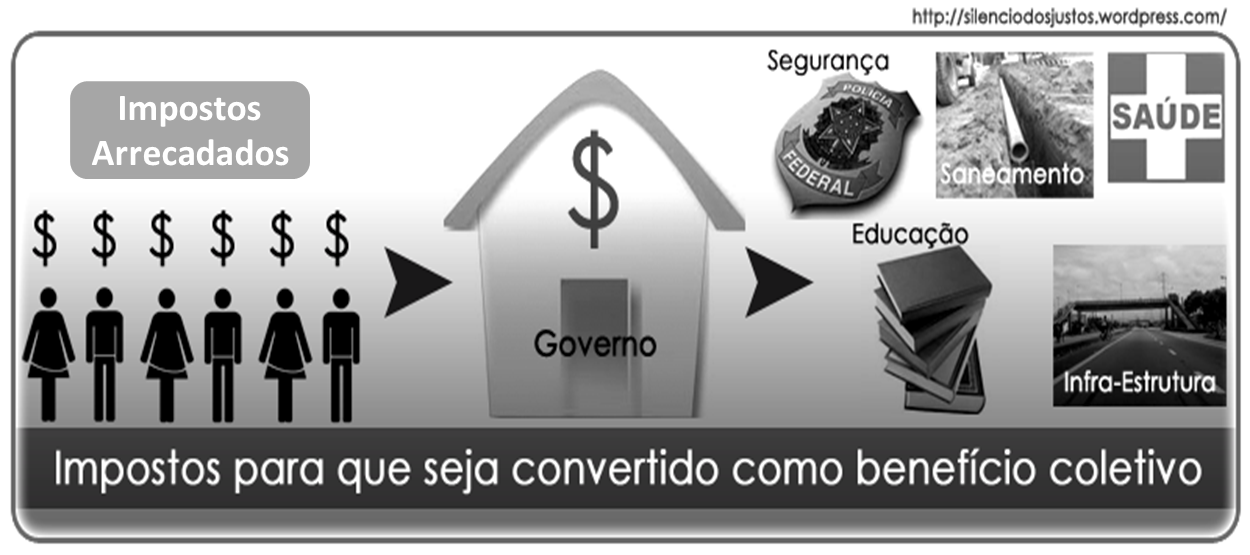 http://silenciodosjustos.wordpress.com/
Impostos
Arrecadados
$ $ $ $ $ $
$
Governo
Segurança
POLÍCIA
FEDERAL
Saneamento
SAÚDE
Educação
Infra-Estrutura
Impostos para que seja convertido como benefício coletivo